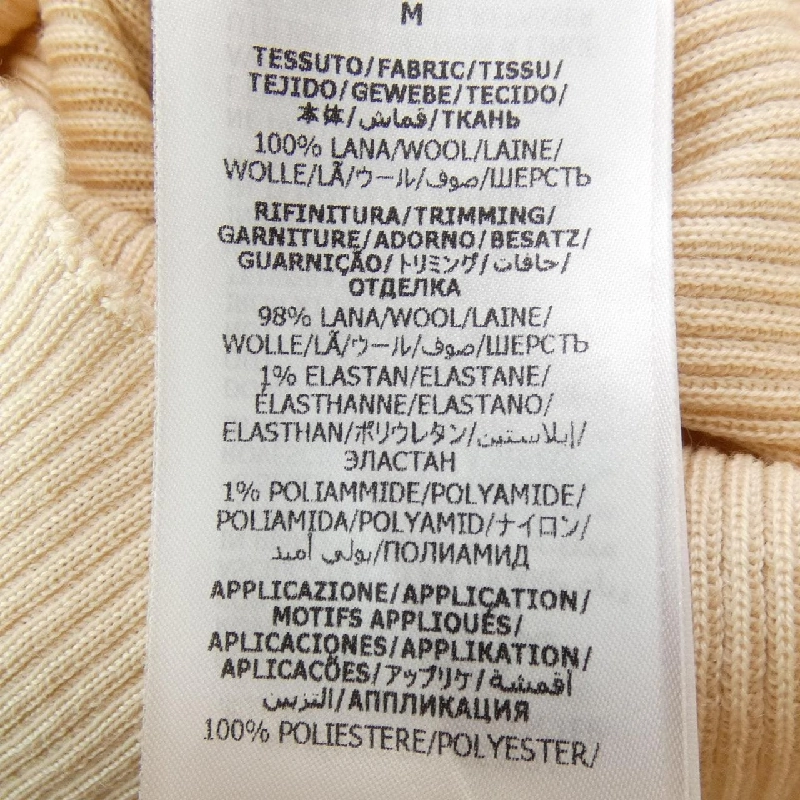 M
TESSUTO/FABRIC/TISSU/
TEJIDO/GEWEBE/TECIDO/
本体/قماش/ТКАНЬ
100% LANA/WOOL/LAINE/
WOLLE/LÃ/ウール/صوف/ШЕРСТЬ
RIFINITURA/TRIMMING/
GARNITURE/ADORNO/BESATZ/
GUARNIÇÃO/トリミング/حافات/
ОТДЕЛКА
98% LANA/WOOL/LAINE/
WOLLE/LÃ/ウール/صوف/ШЕРСТЬ
1% ELASTAN/ELASTANE/
ÉLASTHANNE/ELASTANO/
ELASTHAN/ポリウレタン/إيلاستين/
ЭЛАСТАН
1% POLIAMMIDE/POLYAMIDE/
POLIAMIDA/POLYAMID/ナイロン/
بولي أميد/ПОЛИАМИД
APPLICAZIONE/APPLICATION/
MOTIFS APPLIQUÉS/
APLICACIONES/APPLIKATION/
APLICAÇÕES/アップリケ/أقمشة
التزيين/АППЛИКАЦИЯ
100% POLIESTERE/POLYESTER/